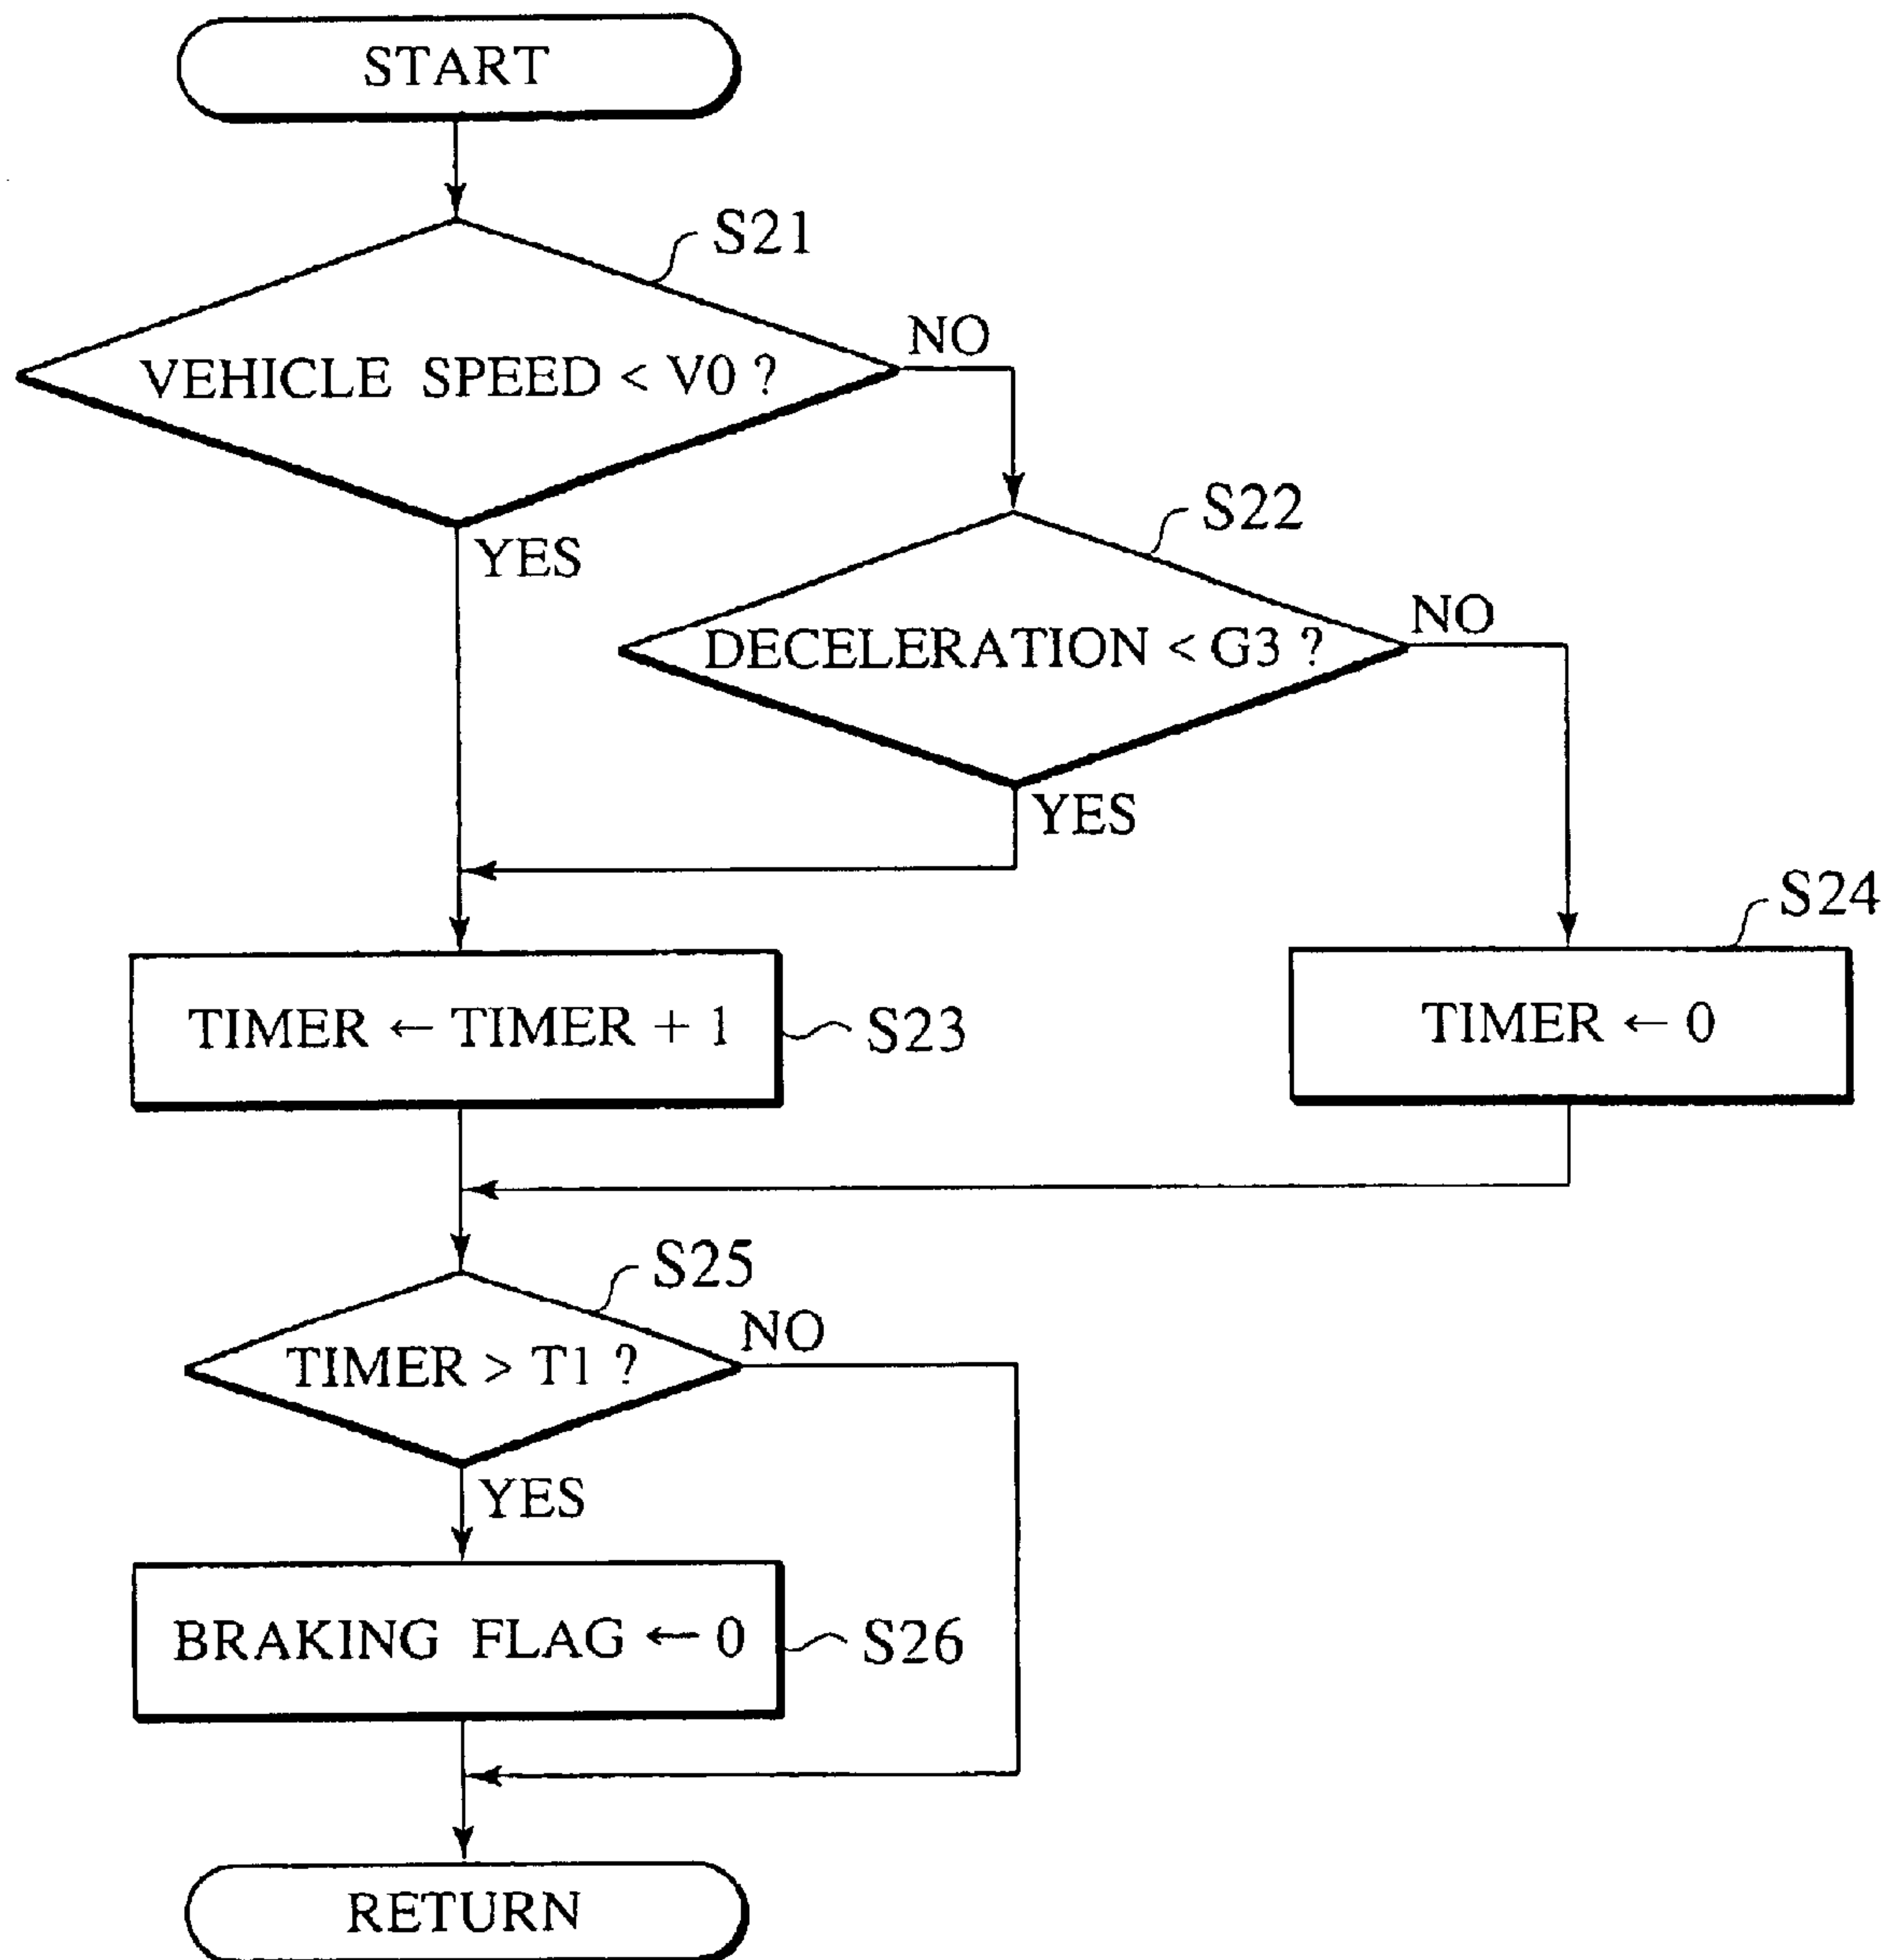 START
S21
VEHICLE SPEED < V0 ?
NO
YES
S22
DECELERATION < G3 ?
NO
YES
S24
TIMER ← TIMER + 1
S23
TIMER ← 0
S25
TIMER > T1 ?
NO
YES
BRAKING FLAG ← 0
S26
RETURN